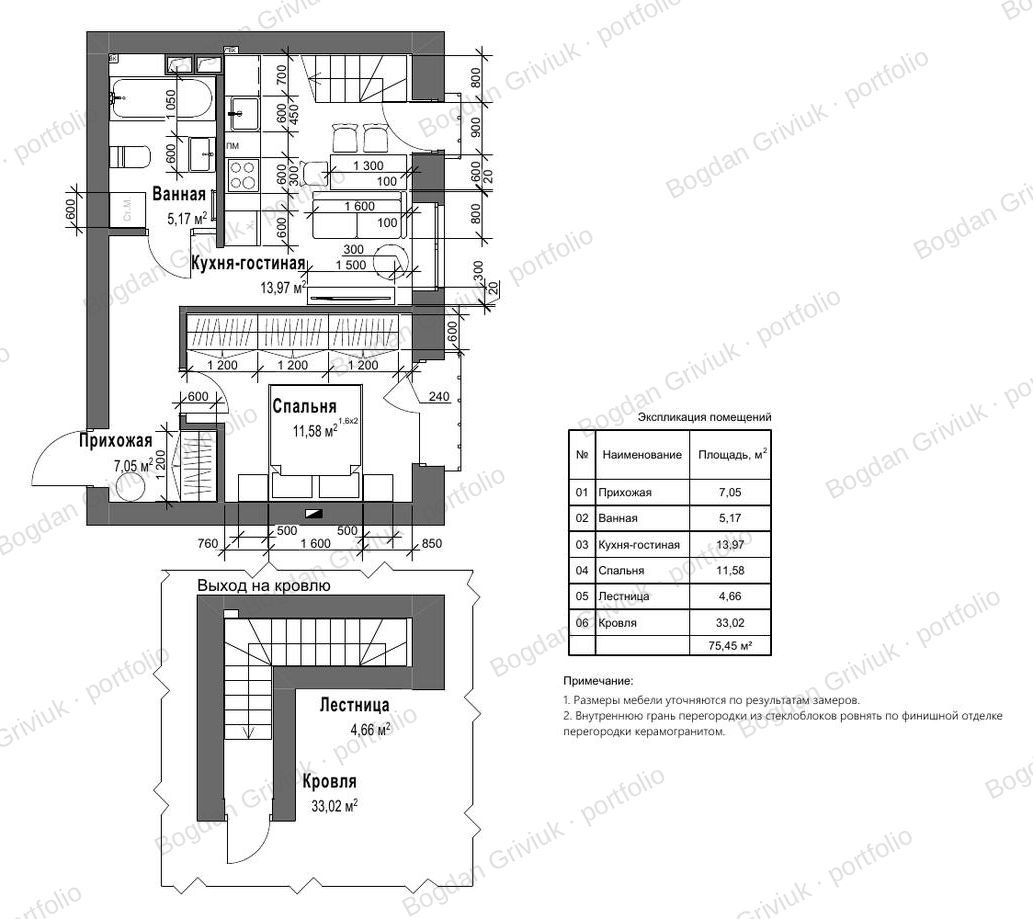 ВК
ПК
700
800
1 050
600
450
900
600
ПМ
1 300
100
600
300
600
20
Ванная
5,17 м²
600
Ст.М.
1 600
100
800
600
Кухня-гостиная
13,97 м²
300
1 500
300
20
600
1 200
1 200
1 200
600
240
Спальня
1,6x2
11,58 м²
Прихожая
7,05 м²
1 200
500
500
760
1 600
850
Выход на кровлю
Лестница
4,66 м²
Кровля
33,02 м²
Экспликация помещений
№ Наименование Площадь, м²
01 Прихожая 7,05
02 Ванная 5,17
03 Кухня-гостиная 13,97
04 Спальня 11,58
05 Лестница 4,66
06 Кровля 33,02
75,45 м²
Примечание:
1. Размеры мебели уточняются по результатам замеров.
2. Внутреннюю грань перегородки из стеклоблоков ровнять по финишной отделке
перегородки керамогранитом.
Bogdan Griviuk · portfolio